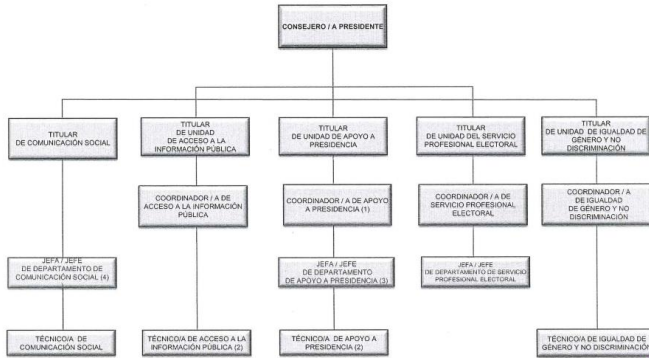 CONSEJERO / A PRESIDENTE
TITULAR
DE COMUNICACIÓN SOCIAL
TITULAR
DE UNIDAD
DE ACCESO A LA
INFORMACIÓN PÚBLICA
TITULAR
DE UNIDAD DE APOYO A
PRESIDENCIA
TITULAR
DE UNIDAD DEL SERVICIO
PROFESIONAL ELECTORAL
TITULAR
DE UNIDAD DE IGUALDAD DE
GÉNERO Y NO
DISCRIMINACIÓN
COORDINADOR / A DE
ACCESO A LA INFORMACIÓN
PÚBLICA
COORDINADOR / A DE APOYO
A PRESIDENCIA (1)
COORDINADOR / A DE
SERVICIO PROFESIONAL
ELECTORAL
COORDINADOR / A
DE IGUALDAD
DE GÉNERO Y NO
DISCRIMINACIÓN
JEFA / JEFE
DE DEPARTAMENTO DE
COMUNICACIÓN SOCIAL (4)
JEFA / JEFE
DE DEPARTAMENTO
DE APOYO A PRESIDENCIA (3)
JEFA / JEFE
DE DEPARTAMENTO DE SERVICIO
PROFESIONAL ELECTORAL
TÉCNICO/A DE
COMUNICACIÓN SOCIAL
TÉCNICO/A DE ACCESO A LA
INFORMACIÓN PÚBLICA (2)
TÉCNICO/A DE APOYO A
PRESIDENCIA (2)
TÉCNICO/A DE IGUALDAD DE
GÉNERO Y NO DISCRIMINACIÓN